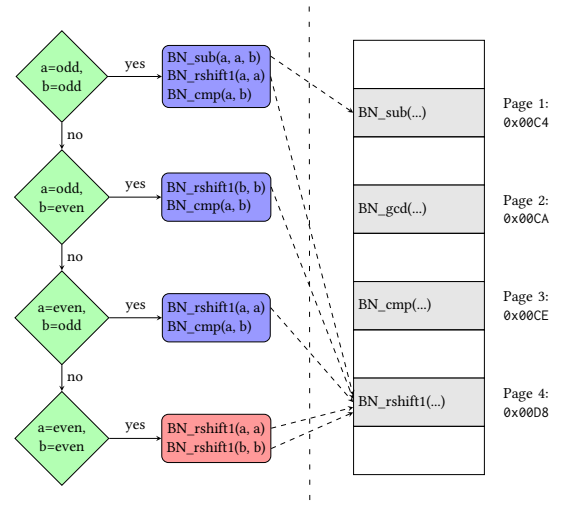 a=odd,
b=odd
yes
BN_sub(a, a, b)
BN_rshift1(a, a)
BN_cmp(a, b)
no
a=odd,
b=even
yes
BN_rshift1(b, b)
BN_cmp(a, b)
no
a=even,
b=odd
yes
BN_rshift1(a, a)
BN_cmp(a, b)
no
a=even,
b=even
yes
BN_rshift1(a, a)
BN_rshift1(b, b)
BN_sub(...)
Page 1:
0x00C4
BN_gcd(...)
Page 2:
0x00CA
BN_cmp(...)
Page 3:
0x00CE
BN_rshift1(...)
Page 4:
0x00D8